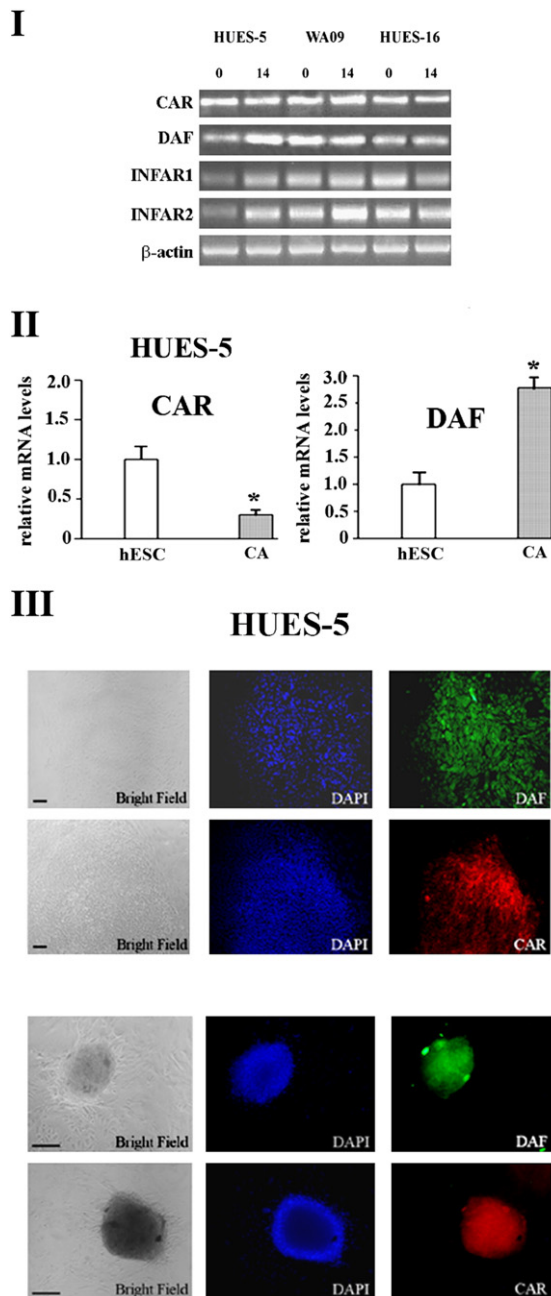 I
HUES-5 WA09 HUES-16
0 14 0 14 0 14
CAR
DAF
INFAR1
INFAR2
β-actin
II
HUES-5
relative mRNA levels
2.0
1.5
1.0
0.5
0
CAR
*
hESC CA
relative mRNA levels
3.0
2.5
2.0
1.5
1.0
0.5
0
DAF
*
hESC CA
III
HUES-5
Bright Field DAPI DAF
Bright Field DAPI CAR
Bright Field DAPI DAF
Bright Field DAPI CAR